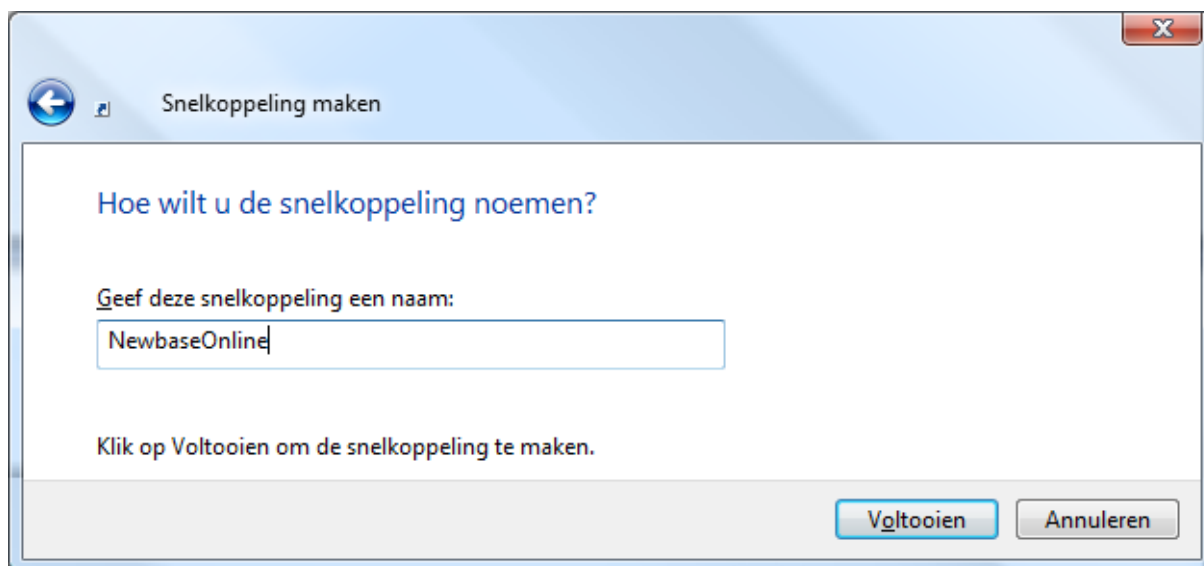 Snelkoppeling maken
Hoe wilt u de snelkoppeling noemen?
Geef deze snelkoppeling een naam:
NewbaseOnline
Klik op Voltooien om de snelkoppeling te maken.
Voltooien Annuleren